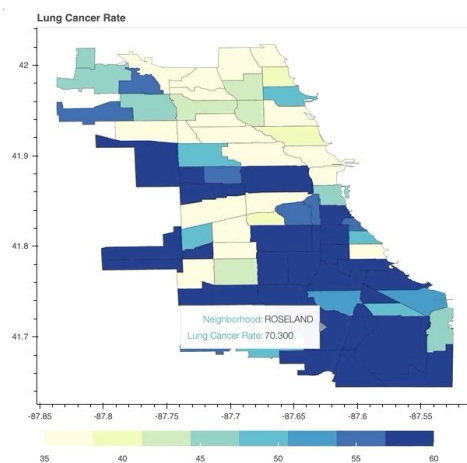 Lung Cancer Rate
42
41.9
41.8
41.7
Neighborhood: ROSELAND
Lung Cancer Rate: 70.300
-87.85 -87.8 -87.75 -87.7 -87.65 -87.6 -87.55
35 40 45 50 55 60